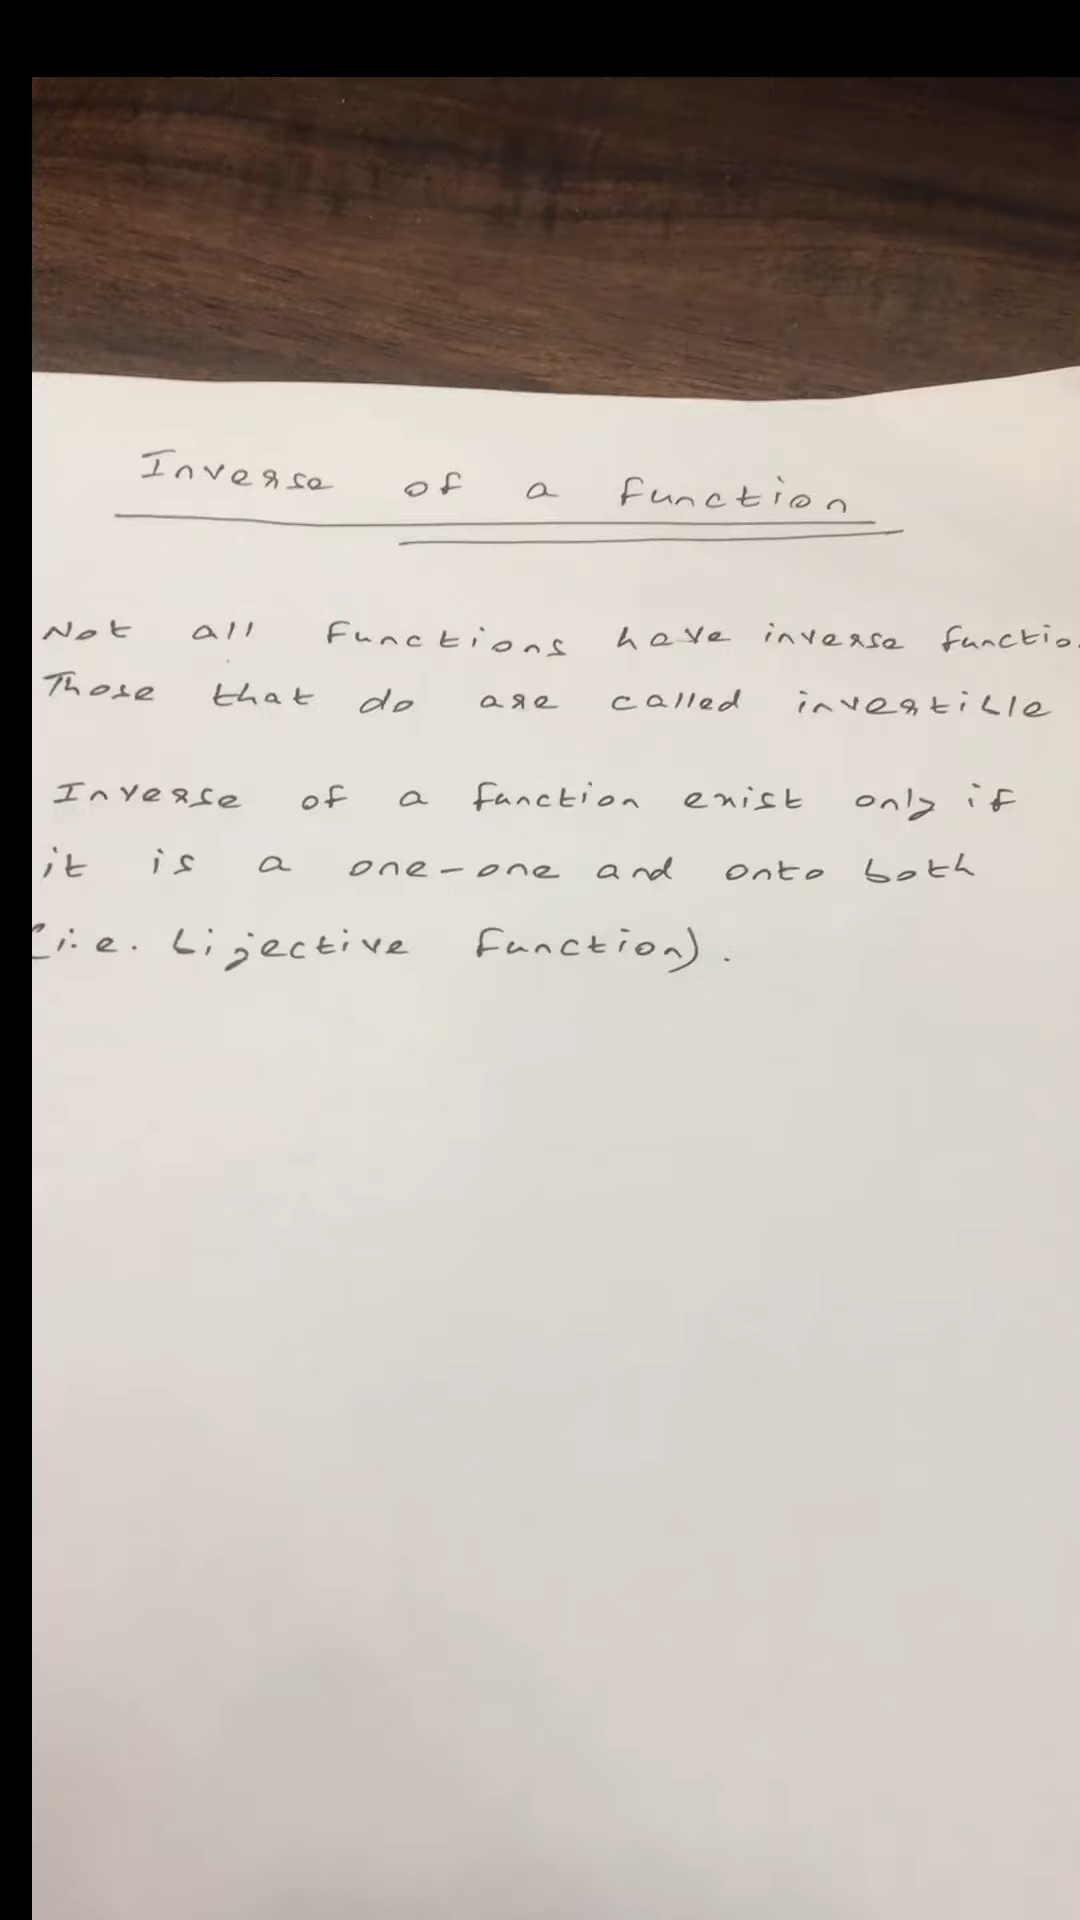 Inverse of a function
Not all functions have inverse functio
Those that do are called invertible
Inverse of a function exist only if
it is a one-one and onto both
(i.e. bijective function).